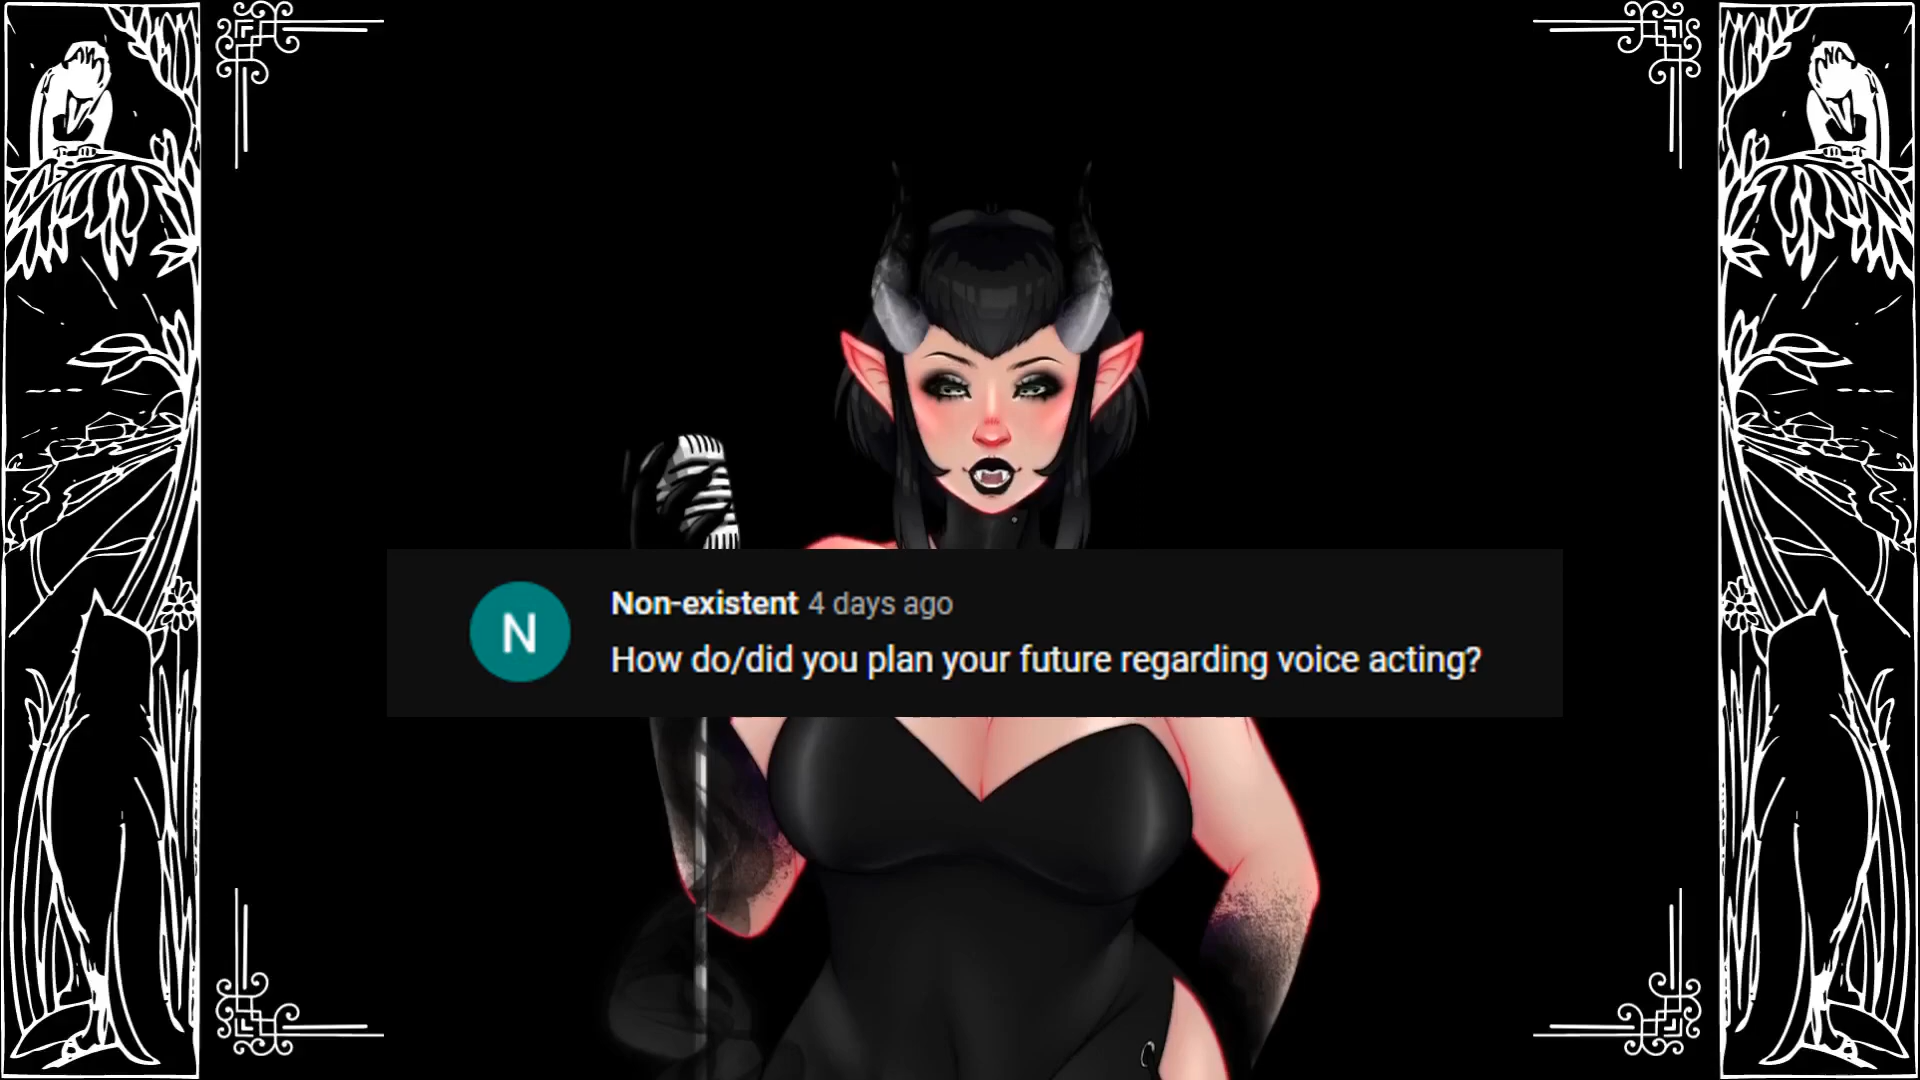 N
Non-existent 4 days ago
How do/did you plan your future regarding voice acting?